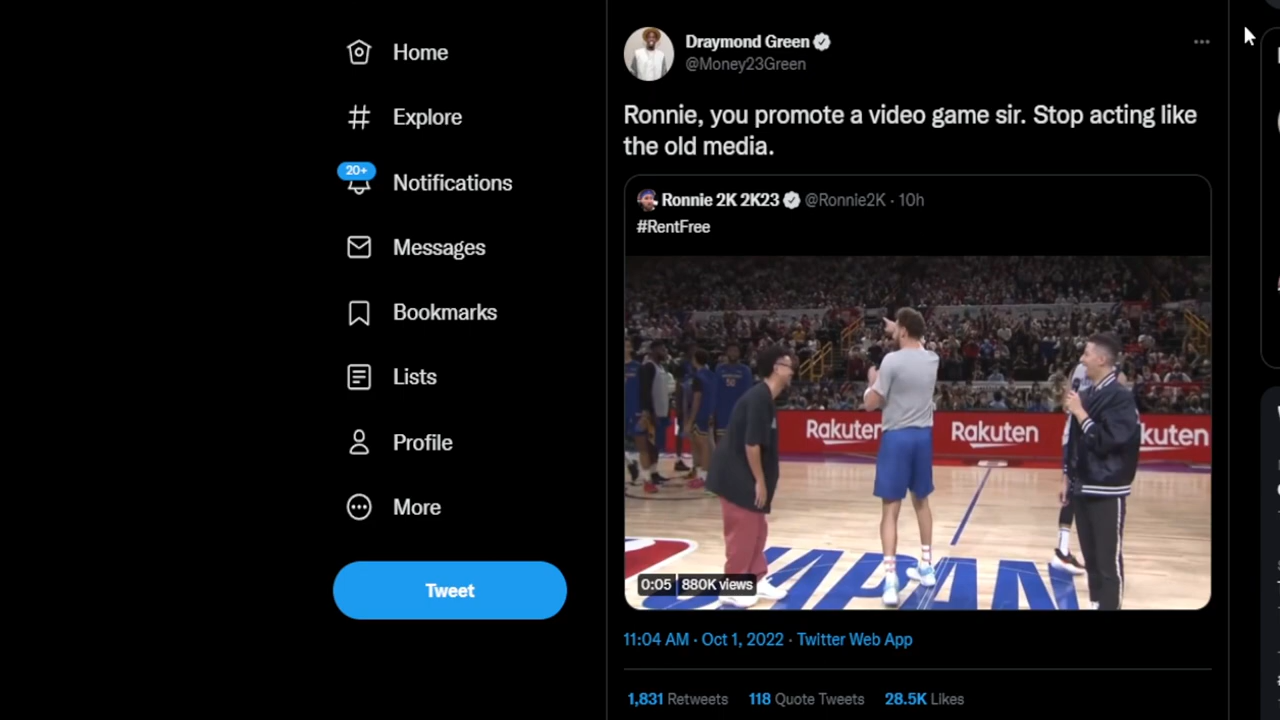 Home
Explore
20+
Notifications
Messages
Bookmarks
Lists
Profile
More
Tweet
Draymond Green
@Money23Green
Ronnie, you promote a video game sir. Stop acting like
the old media.
Ronnie 2K 2K23 @Ronnie2K · 10h
#RentFree
Rakuten Rakuten kuten
JAPAN
0:05 880K views
11:04 AM · Oct 1, 2022 · Twitter Web App
1,831 Retweets 118 Quote Tweets 28.5K Likes